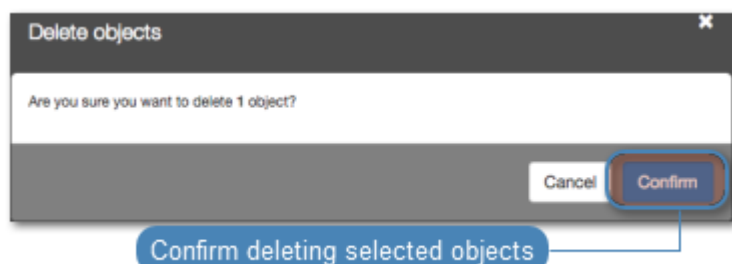 Delete objects
Are you sure you want to delete 1 object?
Cancel Confirm
Confirm deleting selected objects